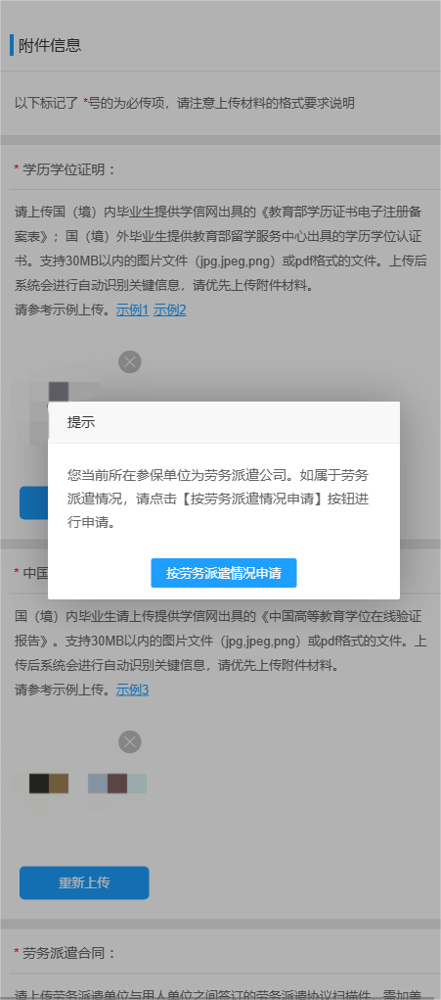 附件信息
以下标记了 *号的为必传项，请注意上传材料的格式要求说明
* 学历学位证明：
请上传国（境）内毕业生提供学信网出具的《教育部学历证书电子注册备
案表》；国（境）外毕业生提供教育部留学服务中心出具的学历学位认证
书。支持30MB以内的图片文件（jpg,jpeg,png）或pdf格式的文件。上传后
系统会进行自动识别关键信息，请优先上传附件材料。
请参考示例上传。示例1 示例2
提示
您当前所在参保单位为劳务派遣公司。如属于劳务
派遣情况，请点击【按劳务派遣情况申请】按钮进
行申请。
按劳务派遣情况申请
* 中国
国（境）内毕业生请上传提供学信网出具的《中国高等教育学位在线验证
报告》。支持30MB以内的图片文件（jpg,jpeg,png）或pdf格式的文件。上
传后系统会进行自动识别关键信息，请优先上传附件材料。
请参考示例上传。示例3
重新上传
* 劳务派遣合同：
请上传劳务派遣单位与用人单位之间签订的劳务派遣协议扫描件，需加盖